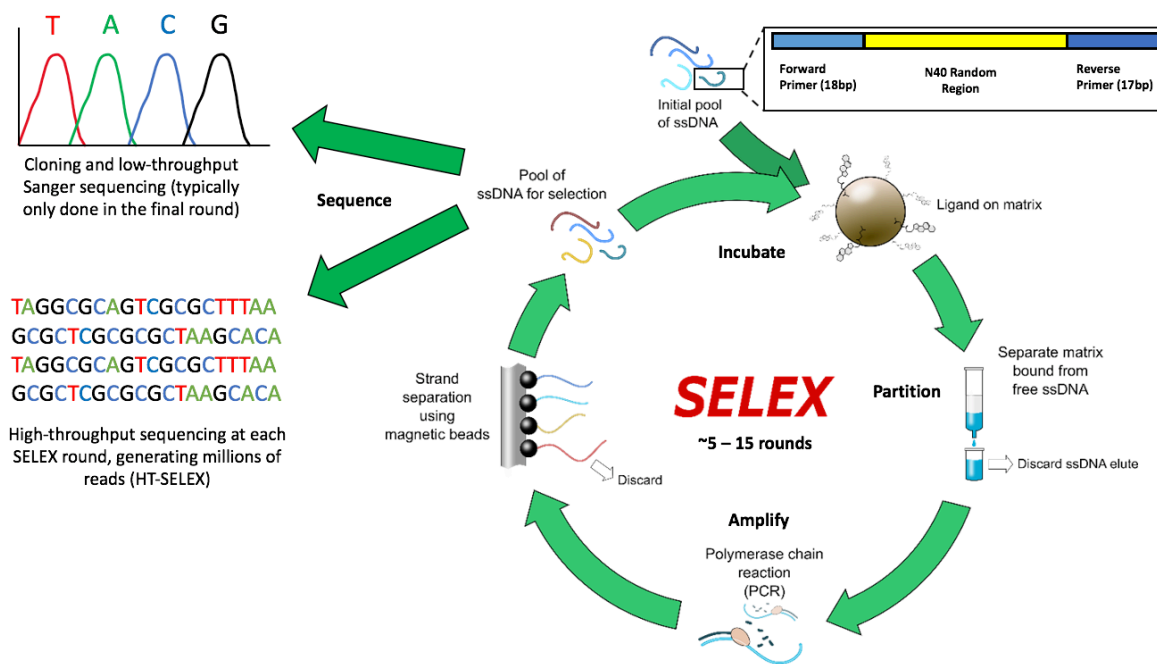 T A C G
Cloning and low-throughput
Sanger sequencing (typically
only done in the final round)
Sequence
TAGGCGCAGTCGCGCTTTAA
GCGCTCGCGCGCTAAGCACA
TAGGCGCAGTCGCGCTTTAA
GCGCTCGCGCGCTAAGCACA
High-throughput sequencing at each
SELEX round, generating millions of
reads (HT-SELEX)
Initial pool
of ssDNA
Forward
Primer (18bp)
N40 Random
Region
Reverse
Primer (17bp)
Pool of
ssDNA for selection
Incubate
Ligand on matrix
Partition
Separate matrix
bound from
free ssDNA
Discard ssDNA elute
SELEX
~5 – 15 rounds
Amplify
Polymerase chain
reaction
(PCR)
Strand
separation
using
magnetic beads
Discard